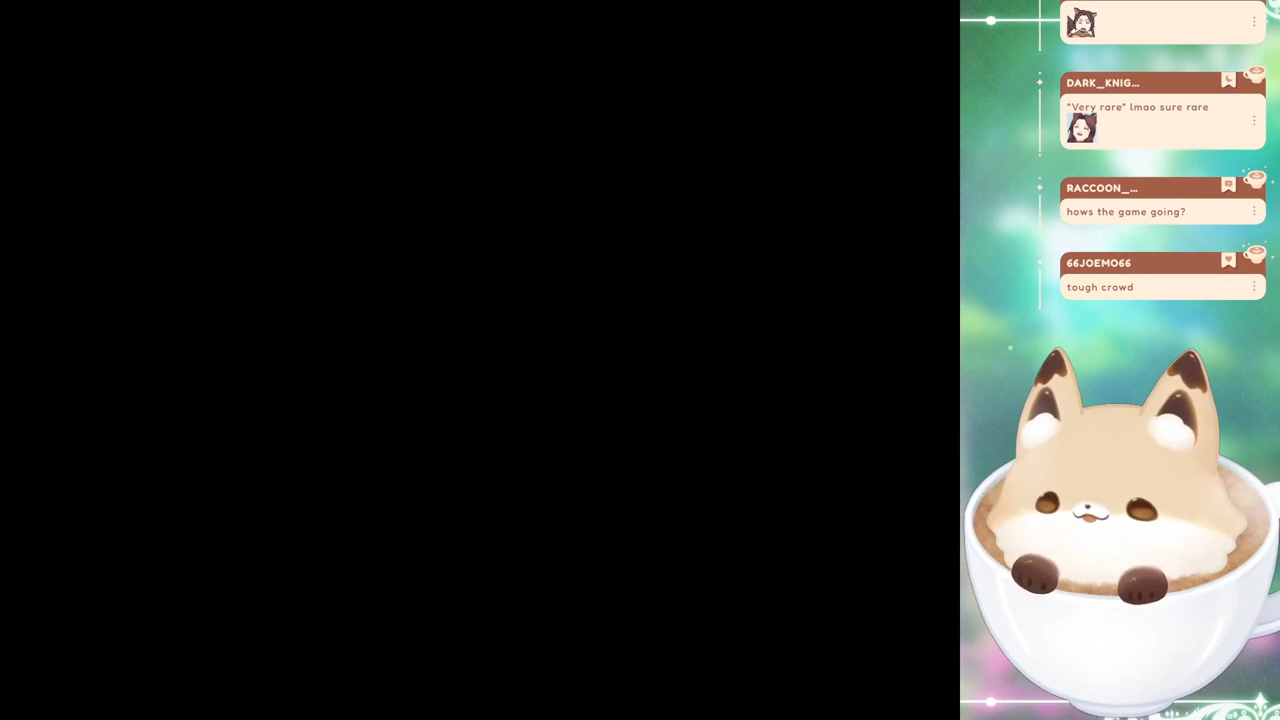 DARK_KNIG...
"Very rare" lmao sure rare
RACCOON_...
hows the game going?
66JOEMO66
tough crowd